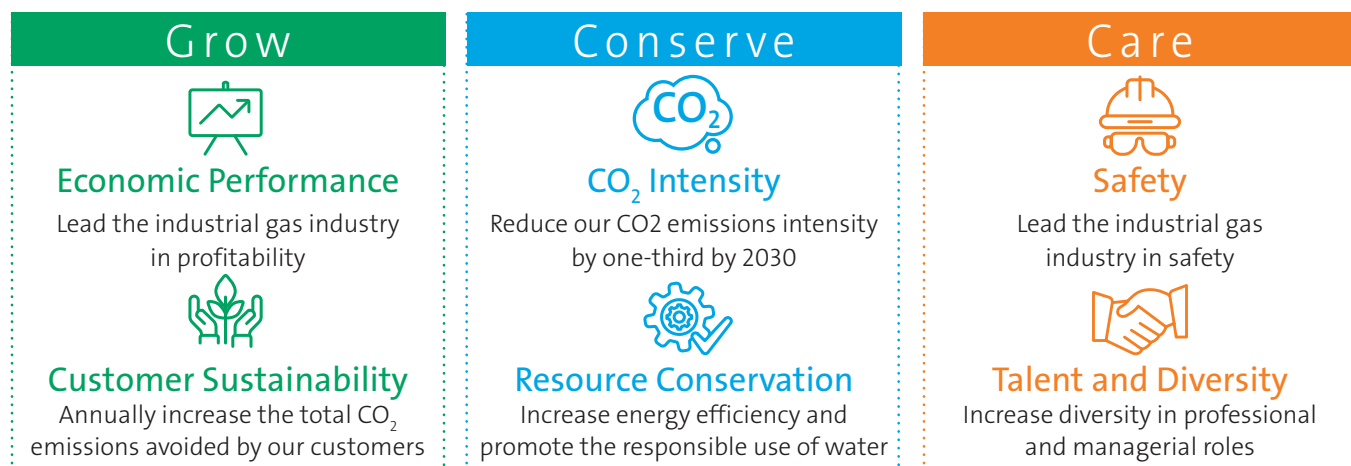 Grow
CO₂
Economic Performance
Lead the industrial gas industry
in profitability
Customer Sustainability
Annually increase the total CO₂
emissions avoided by our customers
Conserve
CO₂ Intensity
Reduce our CO2 emissions intensity
by one-third by 2030
Resource Conservation
Increase energy efficiency and
promote the responsible use of water
Care
Safety
Lead the industrial gas
industry in safety
Talent and Diversity
Increase diversity in professional
and managerial roles